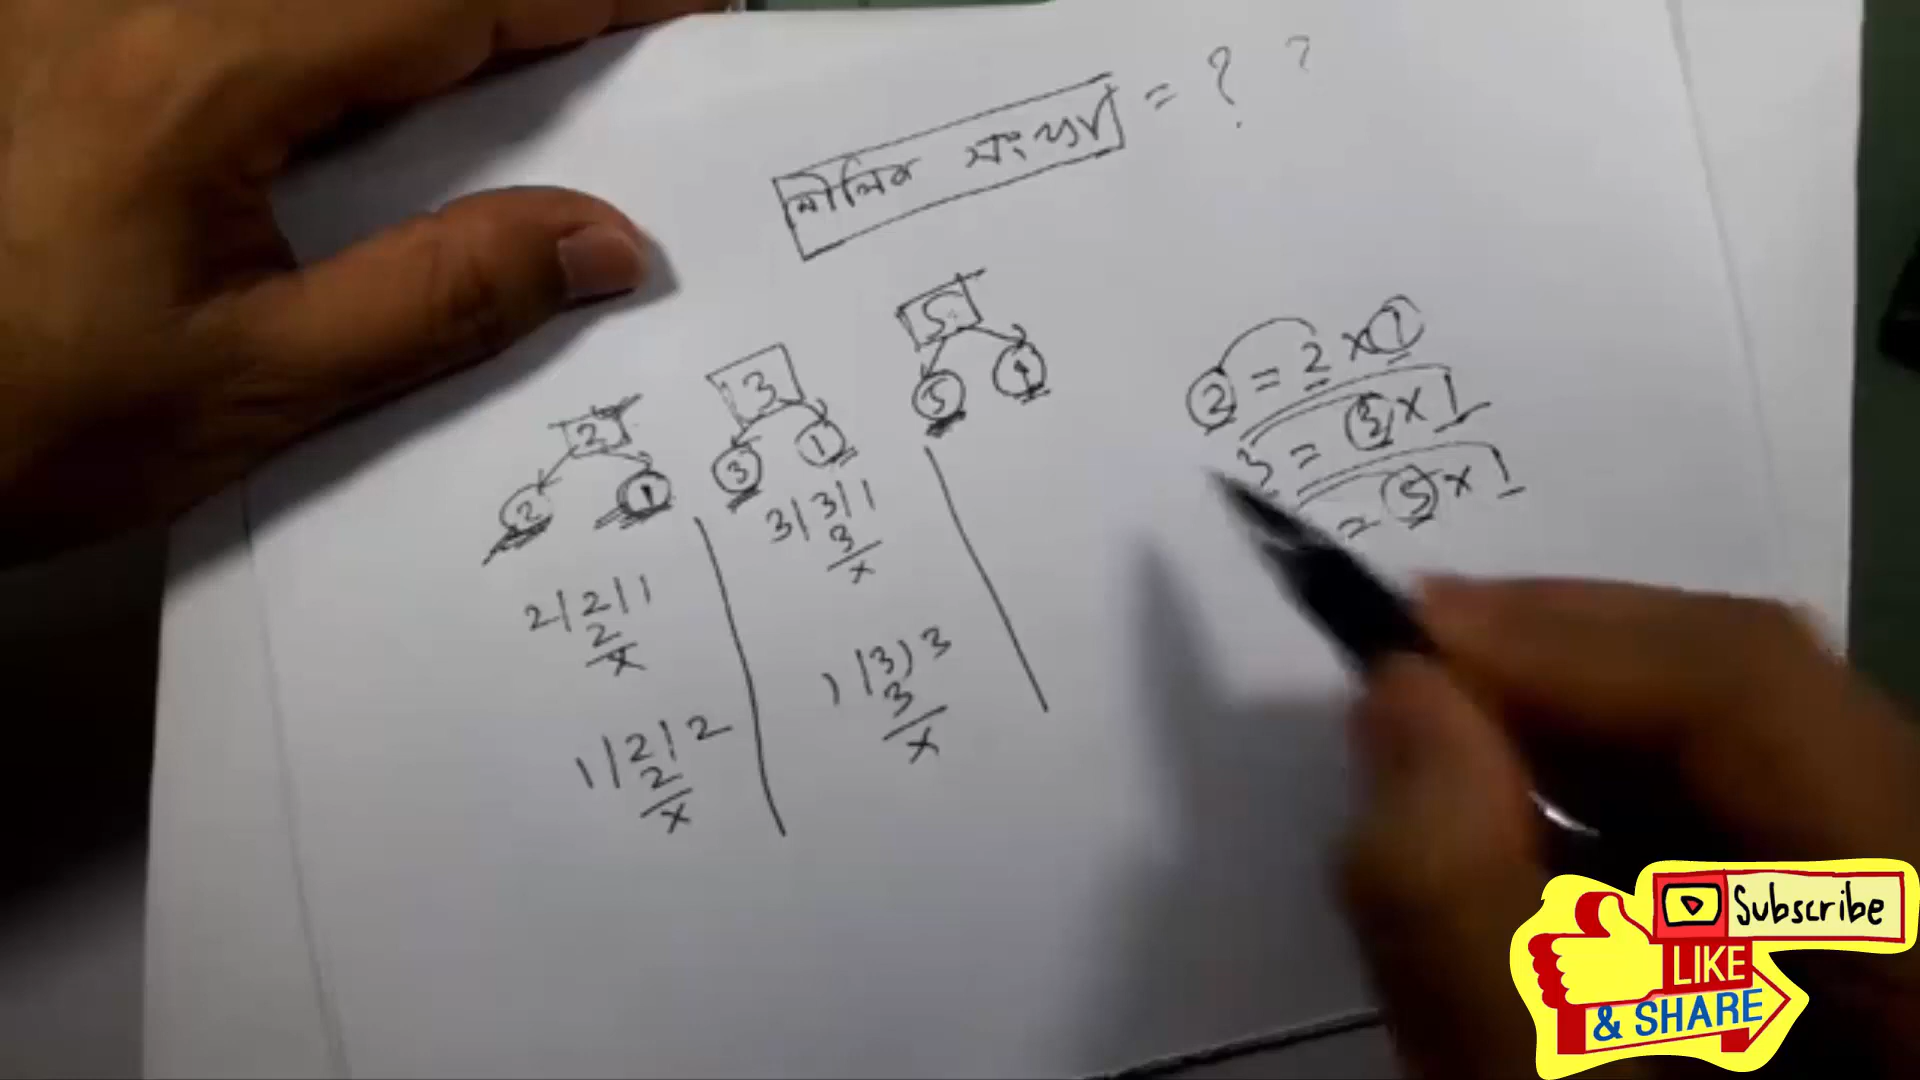 মৌলিক সংখ্যা = ? ?
2
2 1
3
3 1
5
5 1
2 | 2 | 1
2
x
1 | 2 | 2
2
x
3 | 3 | 1
3
x
1 | 3 ) 3
3
x
2 = 2 × 1
3 = 3 × 1
= 5 × 1
Subscribe
LIKE
& SHARE